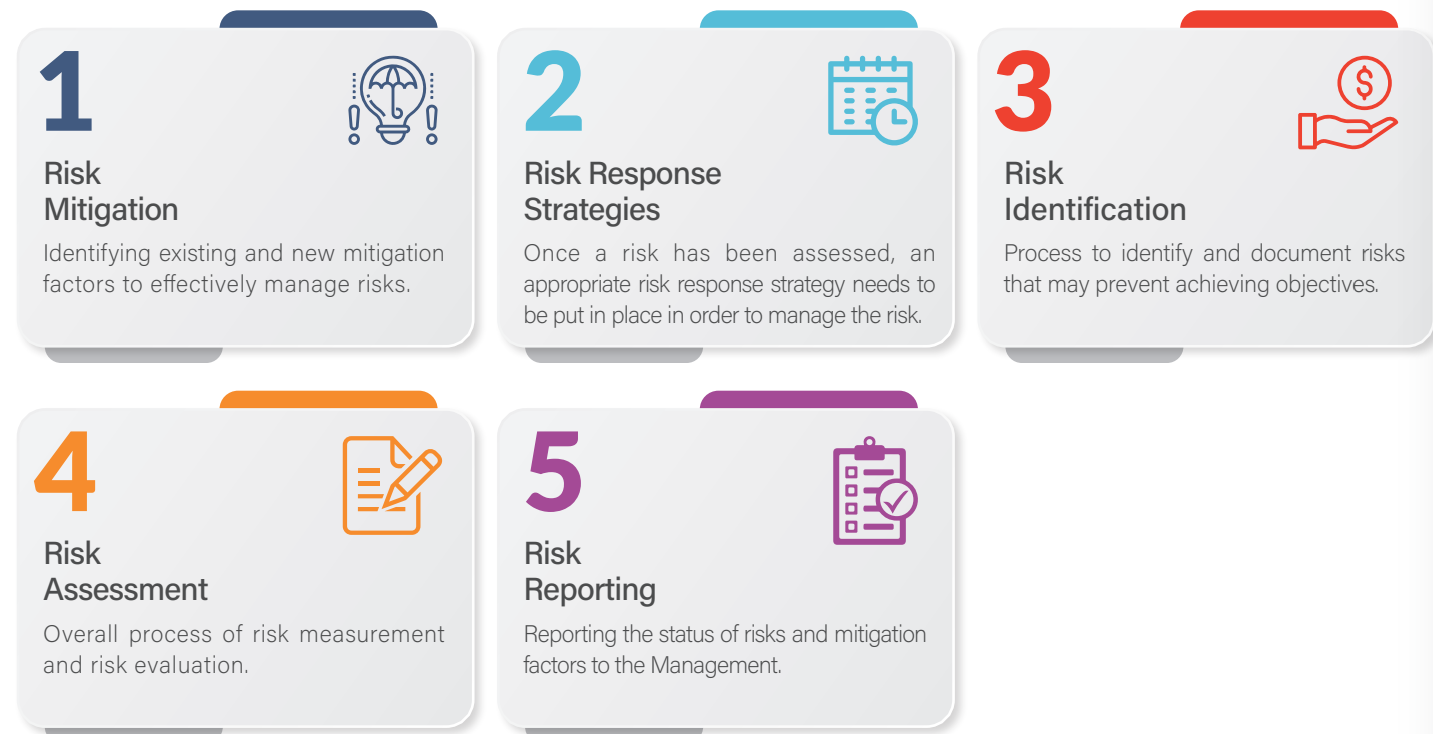 1
Risk
Mitigation
Identifying existing and new mitigation
factors to effectively manage risks.
2
Risk Response
Strategies
Once a risk has been assessed, an
appropriate risk response strategy needs to
be put in place in order to manage the risk.
3
$
Risk
Identification
Process to identify and document risks
that may prevent achieving objectives.
4
Risk
Assessment
Overall process of risk measurement
and risk evaluation.
5
Risk
Reporting
Reporting the status of risks and mitigation
factors to the Management.